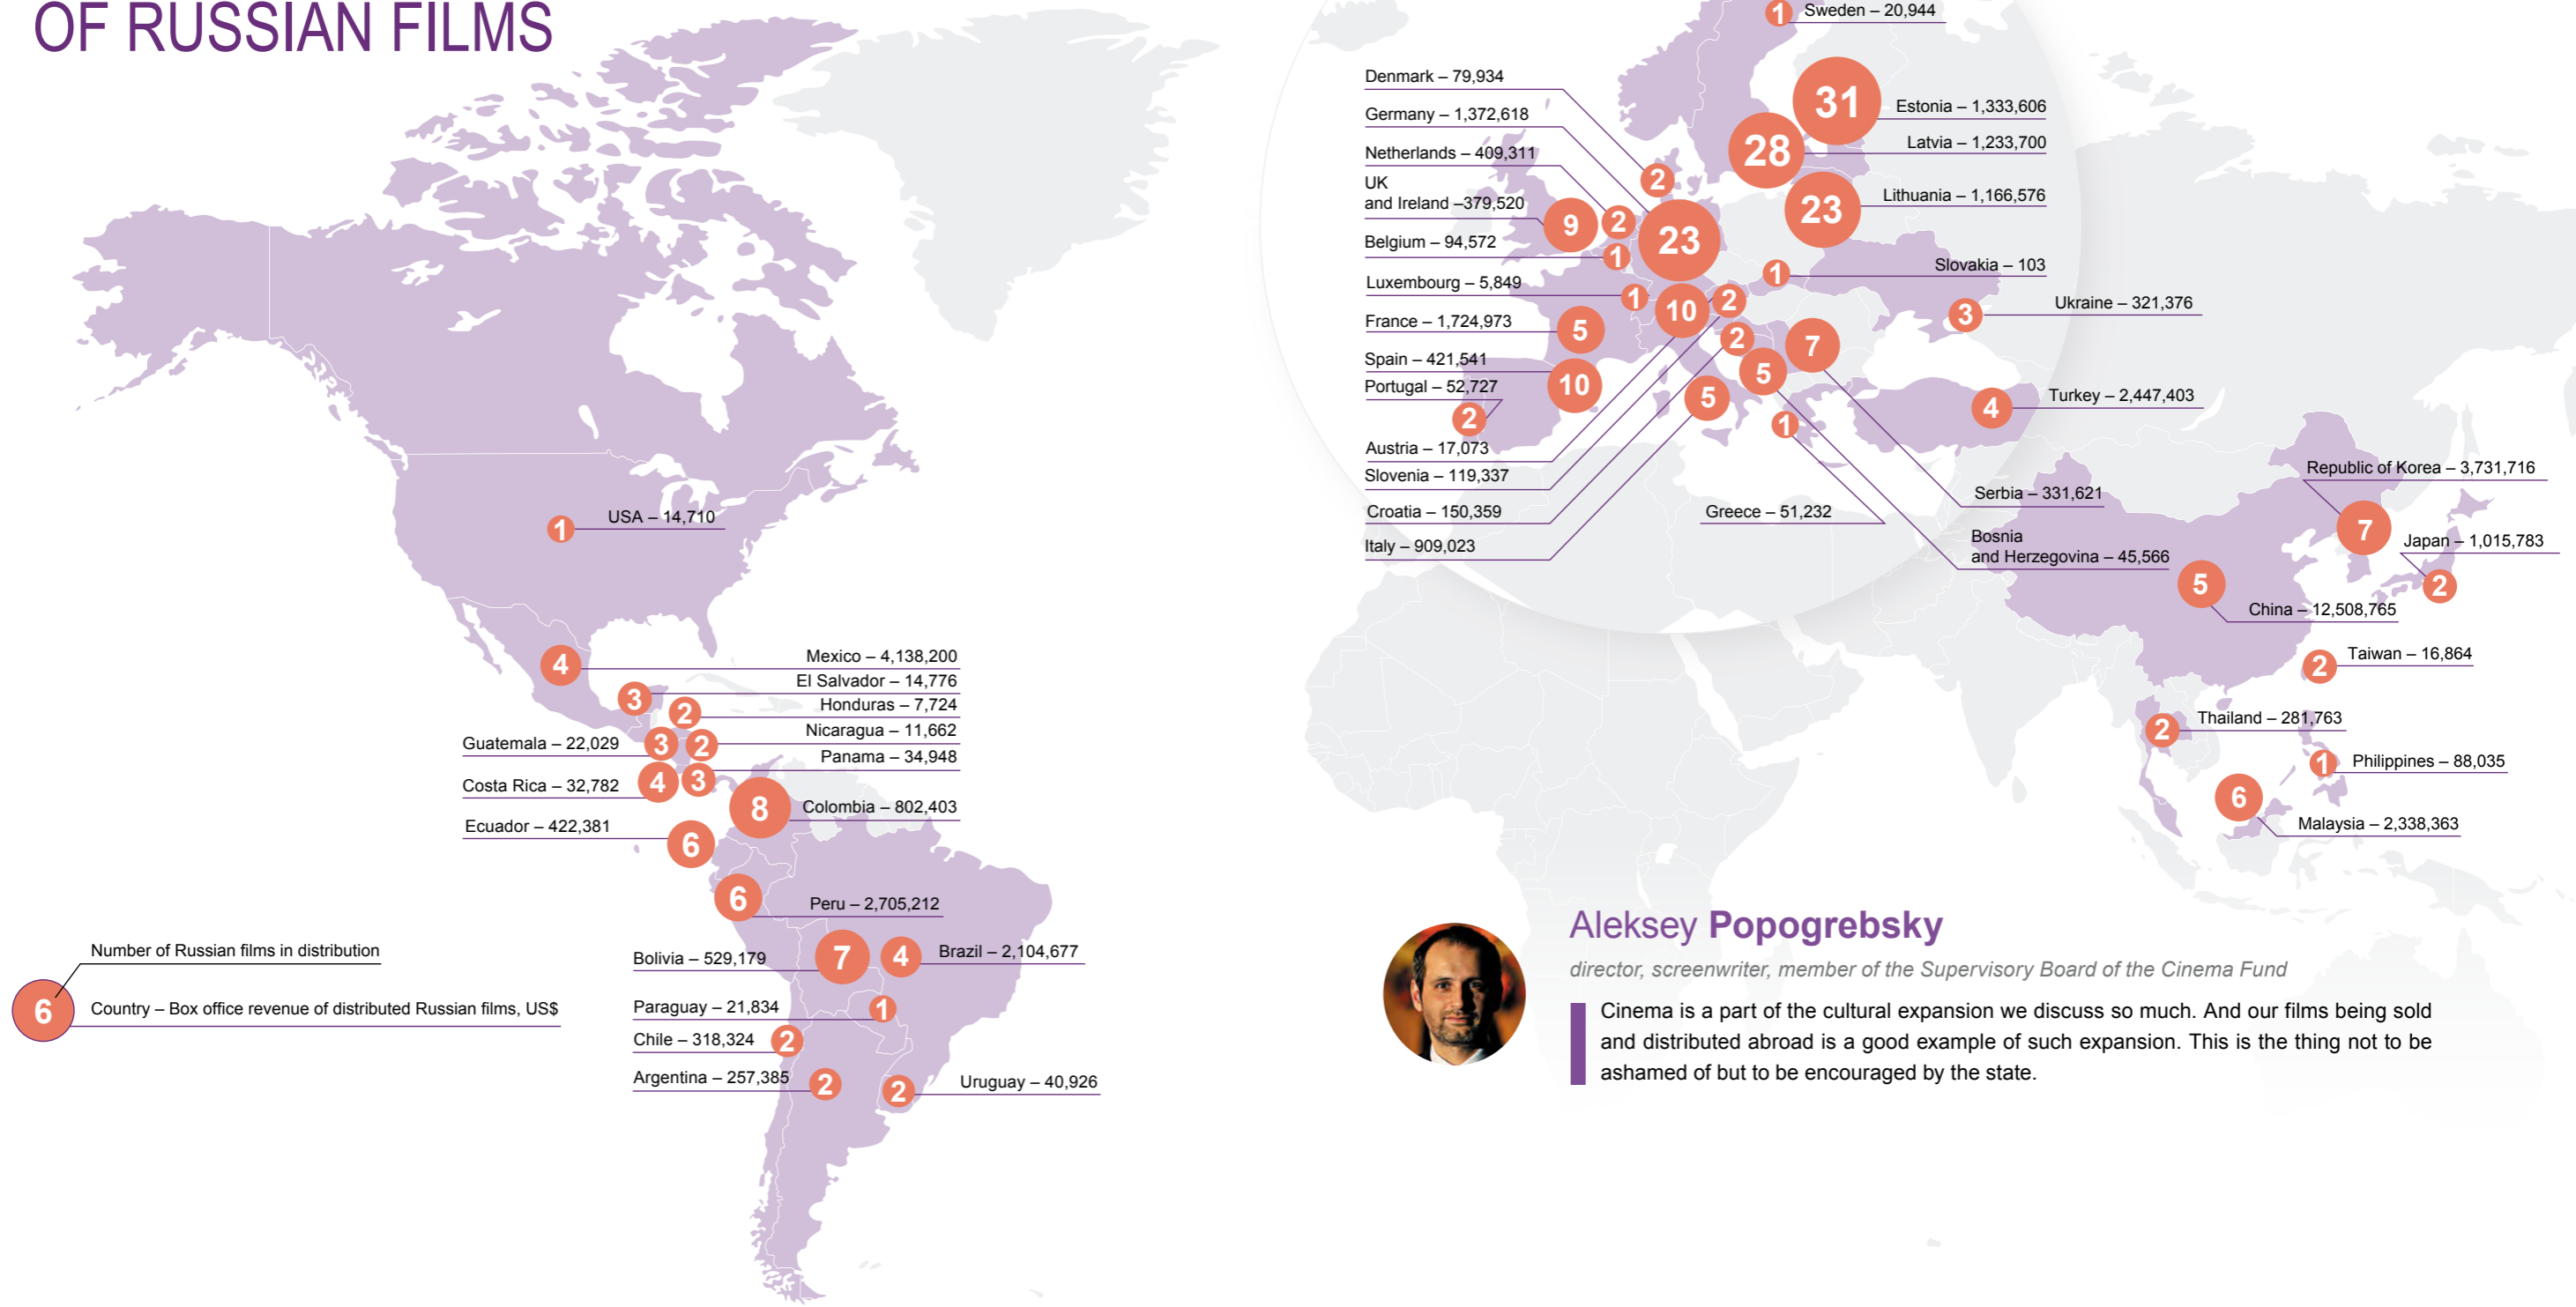 OF RUSSIAN FILMS
USA – 14,710
1
Mexico – 4,138,200
4
El Salvador – 14,776
3
Honduras – 7,724
2
Nicaragua – 11,662
2
Guatemala – 22,029
3
Panama – 34,948
3
Costa Rica – 32,782
4
Colombia – 802,403
8
Ecuador – 422,381
6
Peru – 2,705,212
6
Bolivia – 529,179
7
Brazil – 2,104,677
4
Paraguay – 21,834
1
Chile – 318,324
2
Argentina – 257,385
2
Uruguay – 40,926
2
Number of Russian films in distribution
6
Country – Box office revenue of distributed Russian films, US$
Sweden – 20,944
1
Denmark – 79,934
2
Germany – 1,372,618
23
Netherlands – 409,311
2
UK
and Ireland –379,520
9
Belgium – 94,572
1
Luxembourg – 5,849
1
France – 1,724,973
5
Spain – 421,541
10
Portugal – 52,727
2
Austria – 17,073
10
Slovenia – 119,337
2
Croatia – 150,359
2
Italy – 909,023
5
Greece – 51,232
1
Estonia – 1,333,606
31
Latvia – 1,233,700
28
Lithuania – 1,166,576
23
Slovakia – 103
1
Ukraine – 321,376
3
Turkey – 2,447,403
4
Serbia – 331,621
7
Bosnia
and Herzegovina – 45,566
5
Republic of Korea – 3,731,716
7
Japan – 1,015,783
2
China – 12,508,765
5
Taiwan – 16,864
2
Thailand – 281,763
2
Philippines – 88,035
1
Malaysia – 2,338,363
6
Aleksey Popogrebsky
director, screenwriter, member of the Supervisory Board of the Cinema Fund
Cinema is a part of the cultural expansion we discuss so much. And our films being sold
and distributed abroad is a good example of such expansion. This is the thing not to be
ashamed of but to be encouraged by the state.